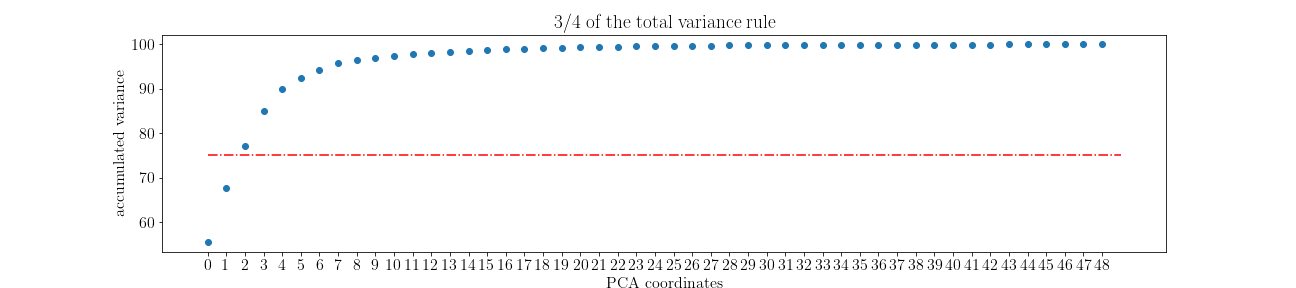 3/4 of the total variance rule
100
90
80
70
60
accumulated variance
0 1 2 3 4 5 6 7 8 9 10 11 12 13 14 15 16 17 18 19 20 21 22 23 24 25 26 27 28 29 30 31 32 33 34 35 36 37 38 39 40 41 42 43 44 45 46 47 48
PCA coordinates